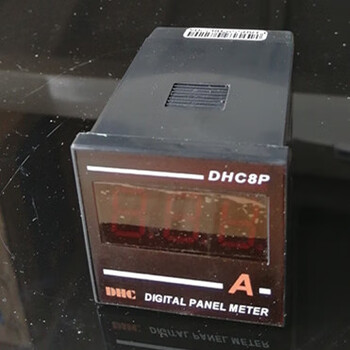 DHC8P
A
DHC DIGITAL PANEL METER